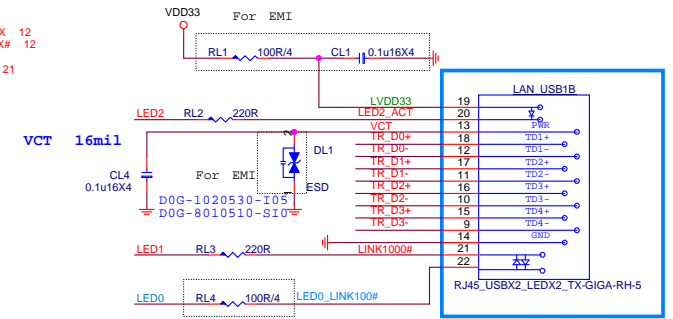 VDD33
For EMI
X 12
X# 12
21
RL1
100R/4
CL1
0.1u16X4
LAN_USB1B
LVDD33
19
LED2
RL2
220R
LED2_ACT
20
VCT
13
PWR
TR_D0+
18
TD1+
VCT 16mil
TR_D0-
12
TD1-
DL1
TR_D1+
17
TD2+
CL4
0.1u16X4
For EMI
TR_D1-
11
TD2-
ESD
TR_D2+
16
TD3+
D0G-1020530-I05
TR_D2-
10
TD3-
D0G-8010510-SI0
TR_D3+
15
TD4+
TR_D3-
9
TD4-
14
GND
LED1
RL3
220R
LINK1000#
21
22
RJ45_USBX2_LEDX2_TX-GIGA-RH-5
LED0
RL4
100R/4
LED0_LINK100#
2
1